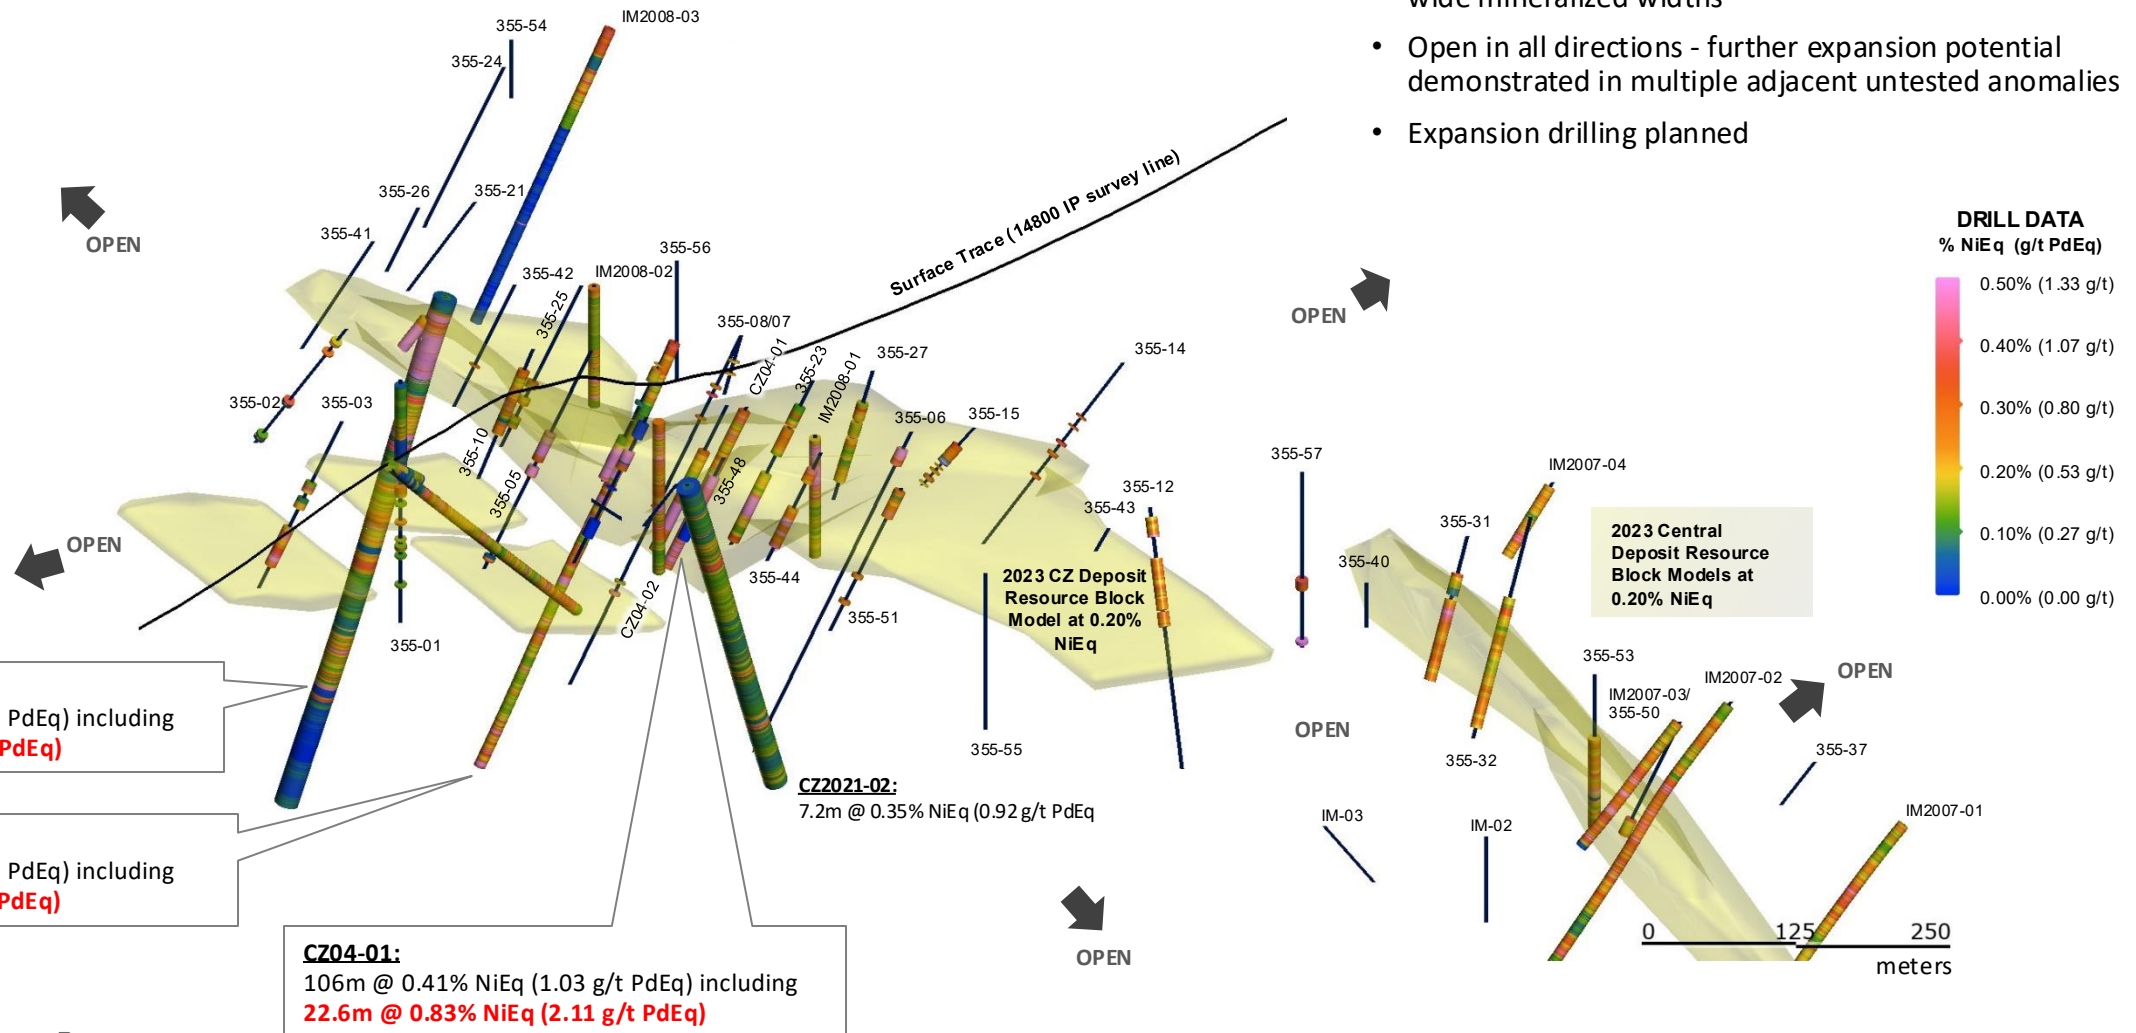 wide mineralized widths
• Open in all directions - further expansion potential
demonstrated in multiple adjacent untested anomalies
• Expansion drilling planned
355-54
IM2008-03
355-24
355-26
355-21
355-41
OPEN
355-56
355-42
IM2008-02
355-25
Surface Trace (14800 IP survey line)
355-08/07
CZ04-01
355-23
IM2008-01
355-27
355-14
355-02
355-03
355-06
355-15
355-10
355-05
355-48
355-12
355-43
OPEN
355-44
CZ04-02
355-51
355-01
2023 CZ Deposit
Resource Block
Model at 0.20%
NiEq
355-55
OPEN
355-57
IM2007-04
355-31
355-40
2023 Central
Deposit Resource
Block Models at
0.20% NiEq
355-53
IM2007-02
IM2007-03/
355-50
OPEN
OPEN
355-32
355-37
IM-03
IM-02
IM2007-01
DRILL DATA
% NiEq (g/t PdEq)
0.50% (1.33 g/t)
0.40% (1.07 g/t)
0.30% (0.80 g/t)
0.20% (0.53 g/t)
0.10% (0.27 g/t)
0.00% (0.00 g/t)
PdEq) including
PdEq)
PdEq) including
PdEq)
CZ2021-02:
7.2m @ 0.35% NiEq (0.92 g/t PdEq
CZ04-01:
106m @ 0.41% NiEq (1.03 g/t PdEq) including
22.6m @ 0.83% NiEq (2.11 g/t PdEq)
OPEN
0 125 250
meters